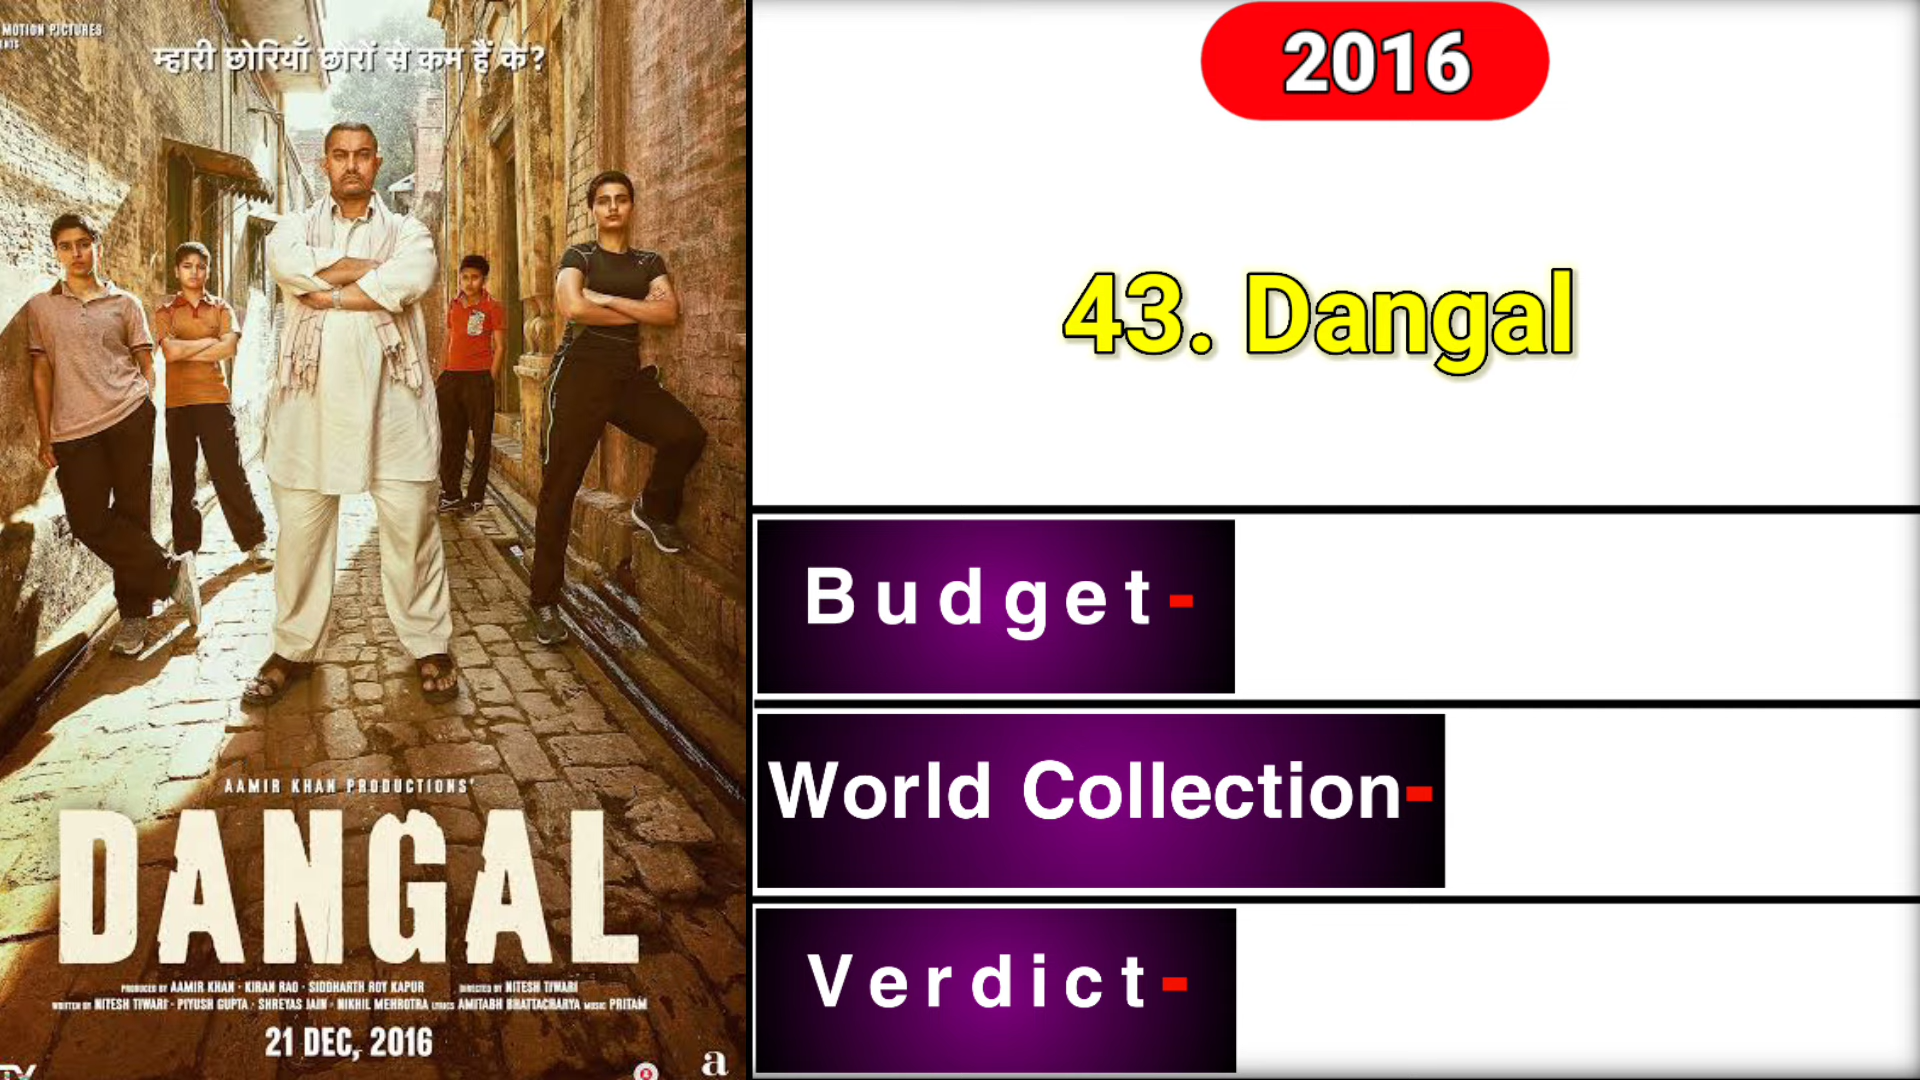 MOTION PICTURES
म्हारी छोरियाँ छोरों से कम हैं के?
AAMIR KHAN PRODUCTIONS'
DANGAL
PRODUCED BY AAMIR KHAN · KIRAN RAO · SIDDHARTH ROY KAPUR DIRECTED BY NITESH TIWARI
WRITTEN BY NITESH TIWARI · PIYUSH GUPTA · SHREYAS JAIN · NIKHIL MEHROTRA LYRICS AMITABH BHATTACHARYA MUSIC PRITAM
21 DEC, 2016
a
2016
43. Dangal
Budget-
World Collection-
Verdict-